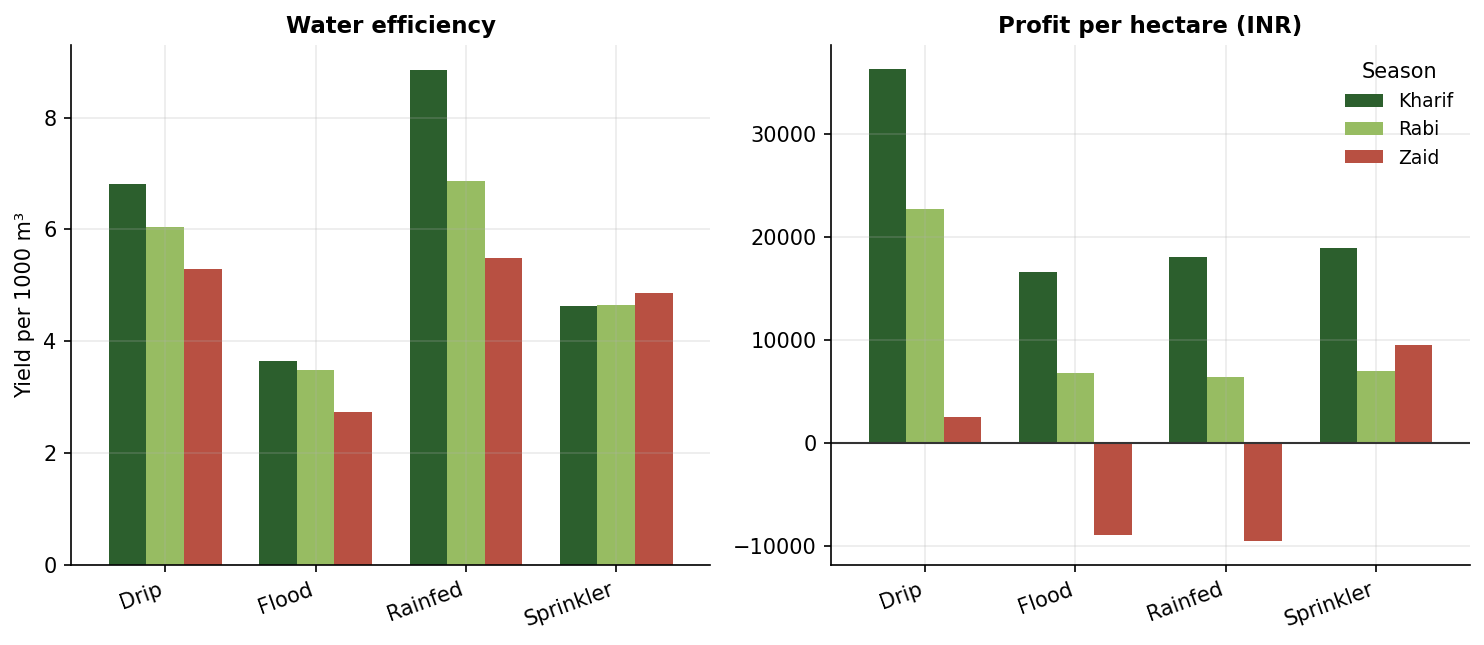 Water efficiency
Yield per 1000 m³
8
6
4
2
0
Drip
Flood
Rainfed
Sprinkler
Profit per hectare (INR)
Season
Kharif
Rabi
Zaid
30000
20000
10000
0
−10000
Drip
Flood
Rainfed
Sprinkler